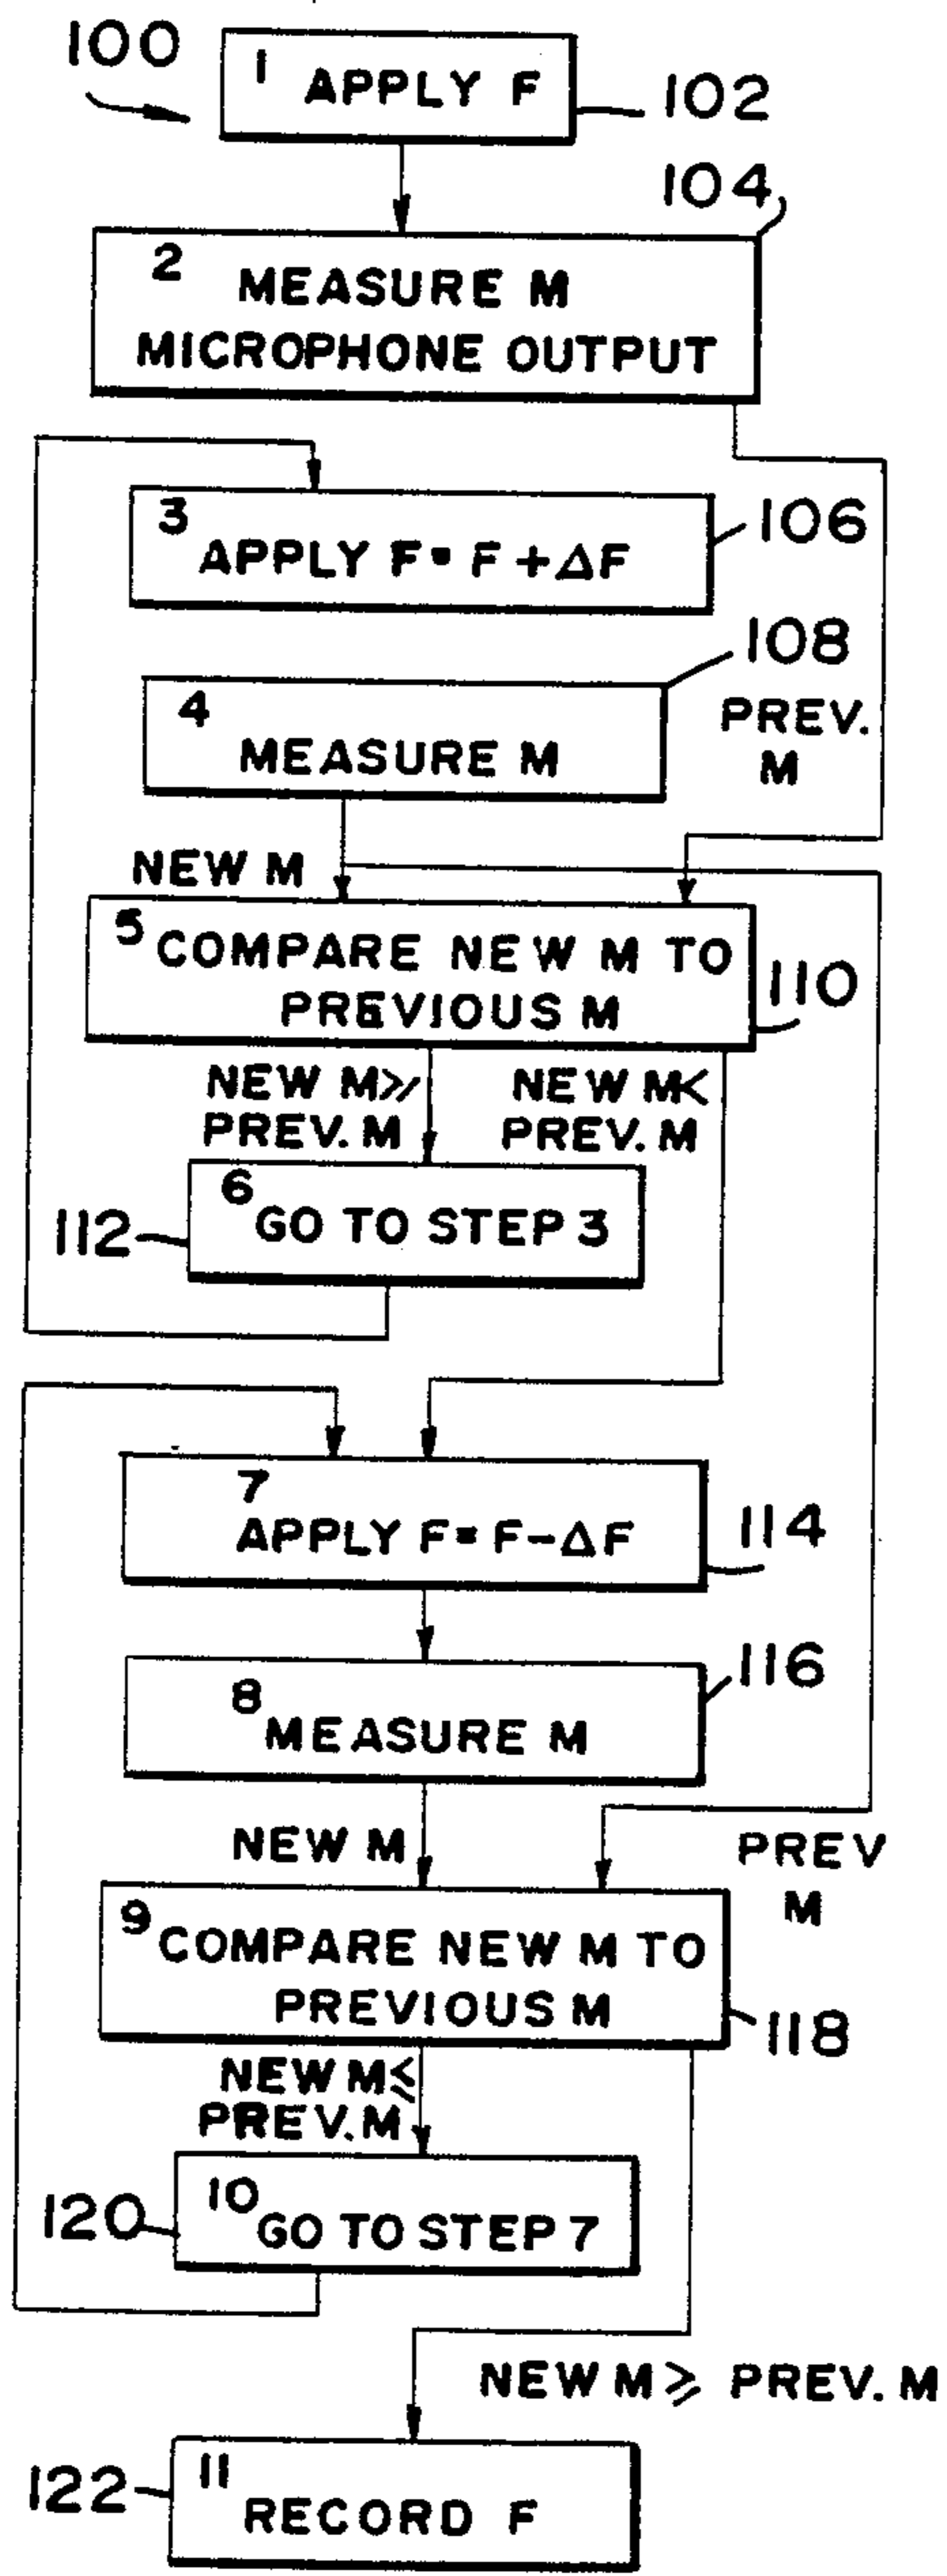 100
1 APPLY F
102
104
2 MEASURE M
MICROPHONE OUTPUT
3
APPLY F = F + ΔF
106
108
4
MEASURE M
PREV.
M
NEW M
5 COMPARE NEW M TO
PREVIOUS M
110
NEW M ⩾
PREV. M
NEW M<
PREV. M
6 GO TO STEP 3
112
7
APPLY F = F - ΔF
114
116
8 MEASURE M
NEW M
PREV
M
9 COMPARE NEW M TO
PREVIOUS M
118
NEW M ⩽
PREV. M
10 GO TO STEP 7
120
NEW M ⩾ PREV. M
11
RECORD F
122